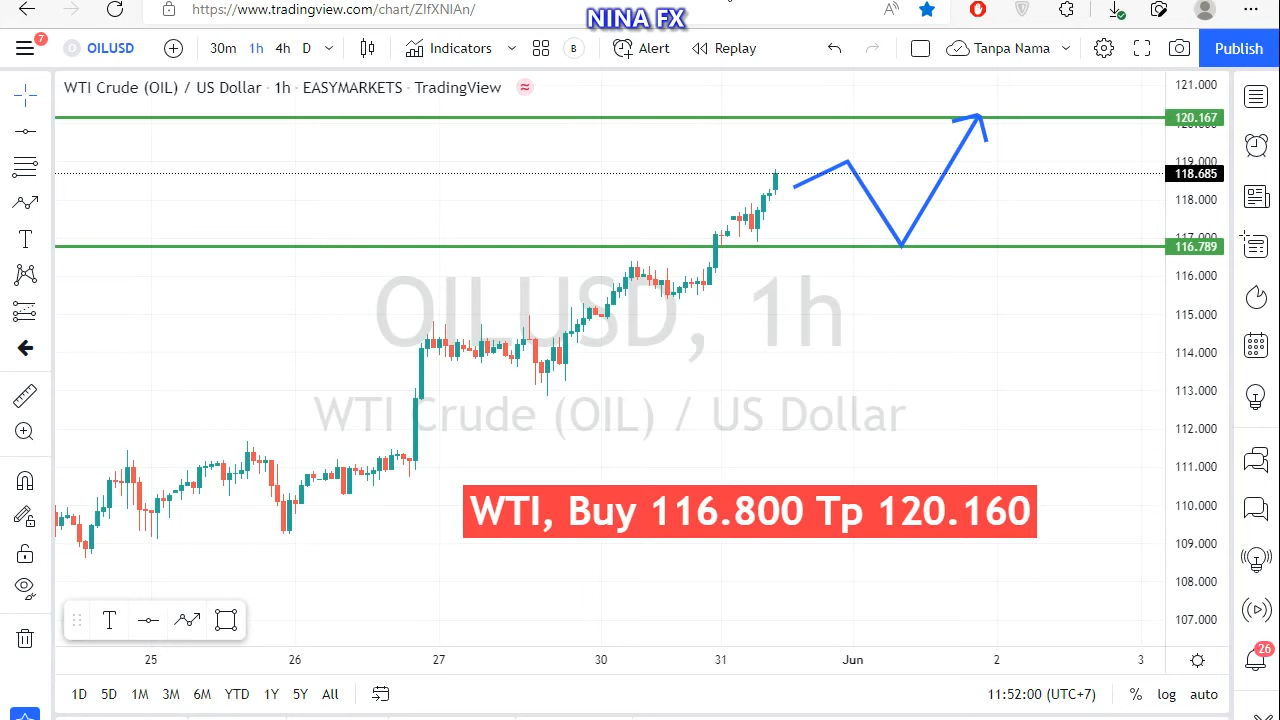 https://www.tradingview.com/chart/ZIfXNIAn/
NINA FX
7
OILUSD
30m 1h 4h D
Indicators
B
Alert
Replay
Tanpa Nama
Publish
WTI Crude (OIL) / US Dollar · 1h · EASYMARKETS · TradingView
121.000
120.167
120.000
119.000
118.685
118.000
117.000
116.789
116.000
115.000
114.000
113.000
112.000
111.000
110.000
109.000
108.000
107.000
OILUSD, 1h
WTI Crude (OIL) / US Dollar
WTI, Buy 116.800 Tp 120.160
25 26 27 30 31 Jun 2 3
1D 5D 1M 3M 6M YTD 1Y 5Y All
11:52:00 (UTC+7) % log auto
26